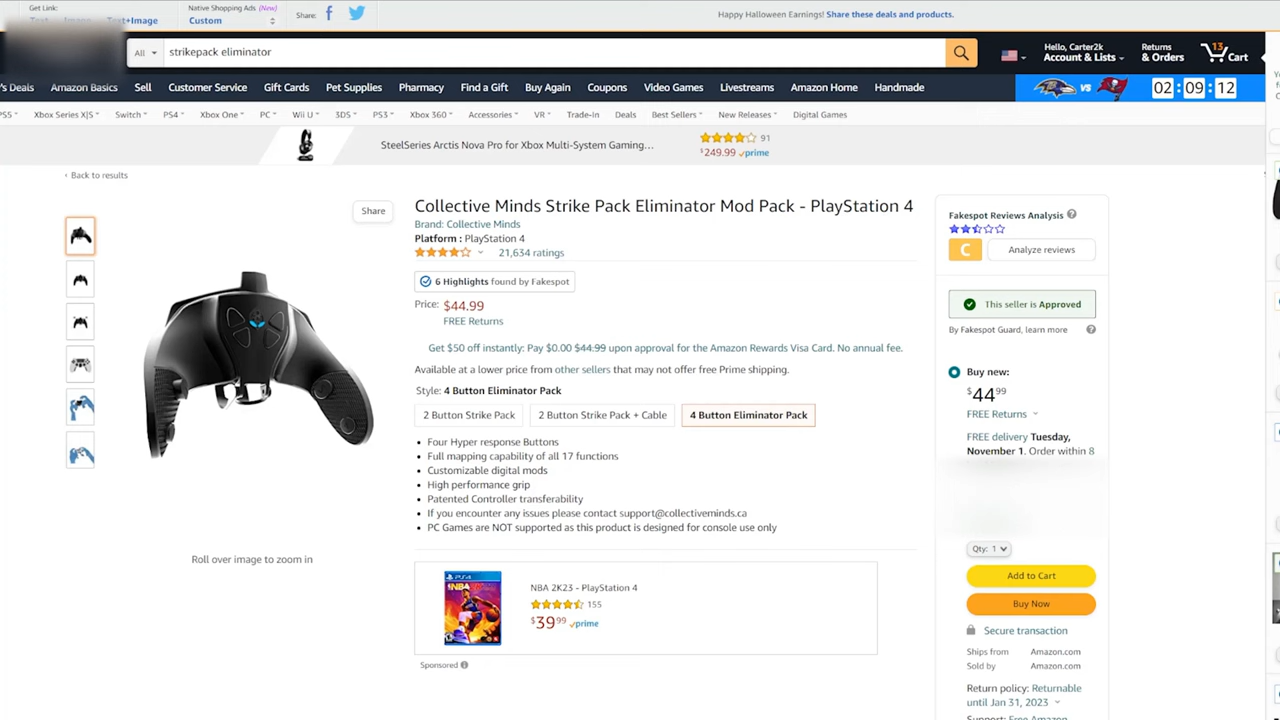 Get Link:
Text
Image
Text+Image
Native Shopping Ads (New)
Custom
Share:
Happy Halloween Earnings! Share these deals and products.
All
strikepack eliminator
Hello, Carter2k
Account & Lists
Returns
& Orders
13
Cart
's Deals
Amazon Basics
Sell
Customer Service
Gift Cards
Pet Supplies
Pharmacy
Find a Gift
Buy Again
Coupons
Video Games
Livestreams
Amazon Home
Handmade
VS
02 : 09 : 12
PS5
Xbox Series X|S
Switch
PS4
Xbox One
PC
Wii U
3DS
PS3
Xbox 360
Accessories
VR
Trade-In
Deals
Best Sellers
New Releases
Digital Games
SteelSeries Arctis Nova Pro for Xbox Multi-System Gaming...
91
$249.99 prime
‹ Back to results
Share
Collective Minds Strike Pack Eliminator Mod Pack - PlayStation 4
Brand: Collective Minds
Platform : PlayStation 4
21,634 ratings
6 Highlights found by Fakespot
Price: $44.99
FREE Returns
Get $50 off instantly: Pay $0.00 $44.99 upon approval for the Amazon Rewards Visa Card. No annual fee.
Available at a lower price from other sellers that may not offer free Prime shipping.
Style: 4 Button Eliminator Pack
2 Button Strike Pack
2 Button Strike Pack + Cable
4 Button Eliminator Pack
• Four Hyper response Buttons
• Full mapping capability of all 17 functions
• Customizable digital mods
• High performance grip
• Patented Controller transferability
• If you encounter any issues please contact support@collectiveminds.ca
• PC Games are NOT supported as this product is designed for console use only
Roll over image to zoom in
PS4
NBA
NBA 2K23 - PlayStation 4
155
$39 99 prime
Sponsored
Fakespot Reviews Analysis
C
Analyze reviews
This seller is Approved
By Fakespot Guard, learn more
Buy new:
$44 99
FREE Returns
FREE delivery Tuesday,
November 1. Order within 8
Qty: 1
Add to Cart
Buy Now
Secure transaction
Ships from Amazon.com
Sold by Amazon.com
Return policy: Returnable
until Jan 31, 2023
Support: Free Amazon